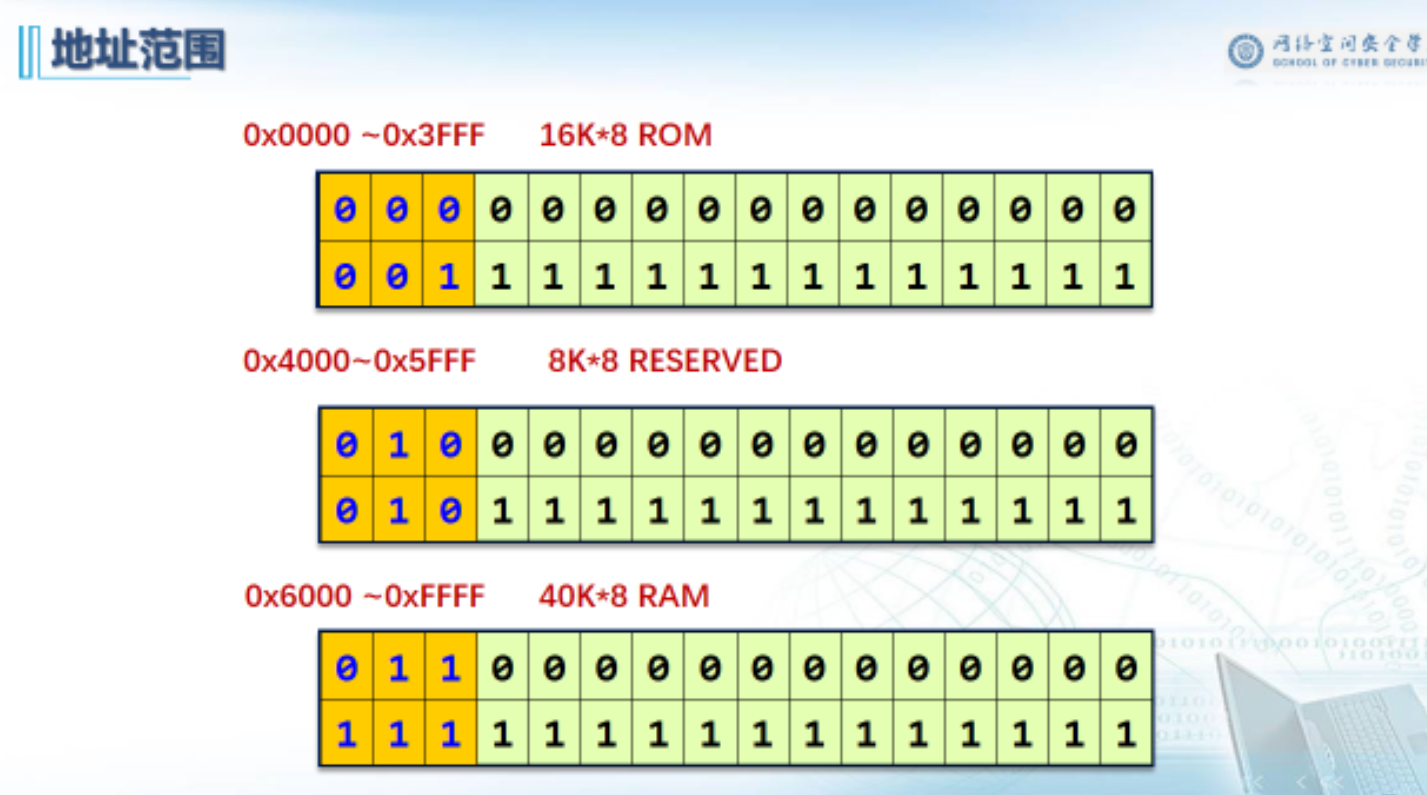 地址范围
网络空间安全学
SCHOOL OF CYBER SECURI
0x0000 ~0x3FFF 16K*8 ROM
0 0 0 0 0 0 0 0 0 0 0 0 0 0 0 0
0 0 1 1 1 1 1 1 1 1 1 1 1 1 1 1
0x4000~0x5FFF 8K*8 RESERVED
0 1 0 0 0 0 0 0 0 0 0 0 0 0 0 0
0 1 0 1 1 1 1 1 1 1 1 1 1 1 1 1
0x6000 ~0xFFFF 40K*8 RAM
0 1 1 0 0 0 0 0 0 0 0 0 0 0 0 0
1 1 1 1 1 1 1 1 1 1 1 1 1 1 1 1